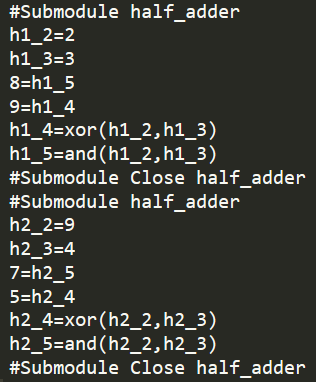 #Submodule half_adder
h1_2=2
h1_3=3
8=h1_5
9=h1_4
h1_4=xor(h1_2,h1_3)
h1_5=and(h1_2,h1_3)
#Submodule Close half_adder
#Submodule half_adder
h2_2=9
h2_3=4
7=h2_5
5=h2_4
h2_4=xor(h2_2,h2_3)
h2_5=and(h2_2,h2_3)
#Submodule Close half_adder